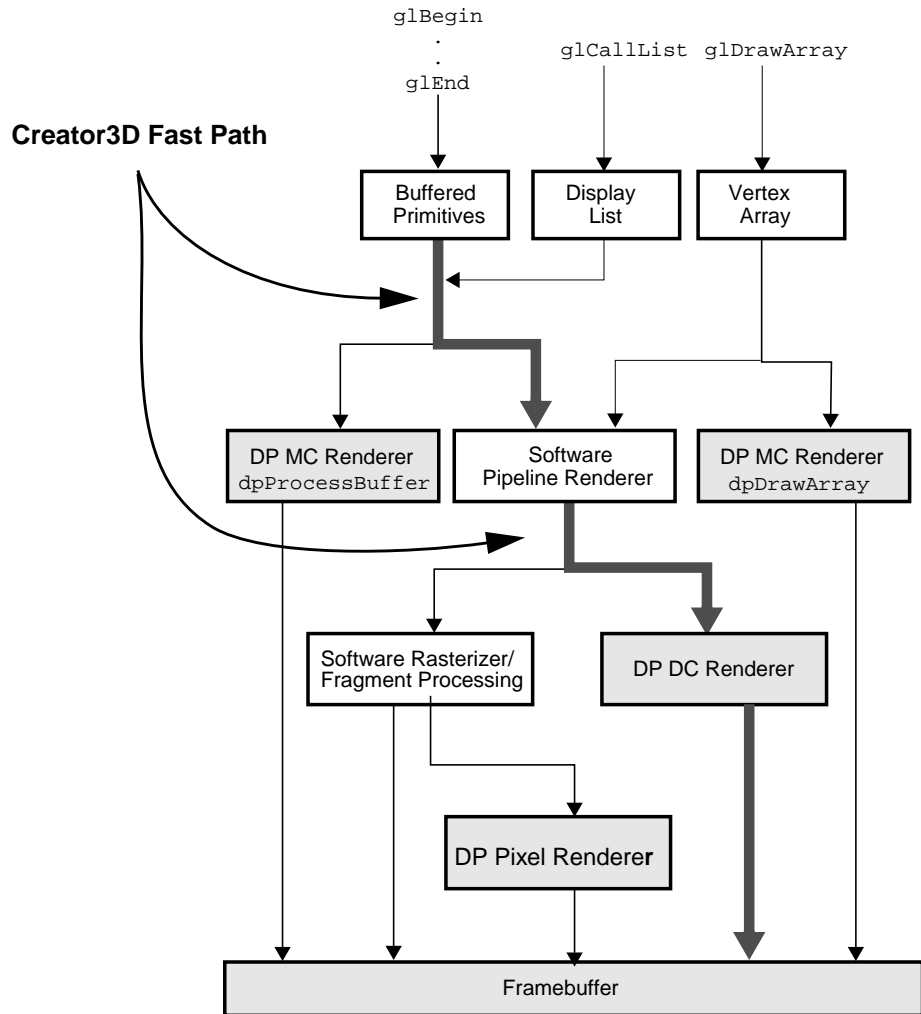 glBegin
.
.
glEnd
glCallList
glDrawArray
Creator3D Fast Path
Buffered
Primitives
Display
List
Vertex
Array
DP MC Renderer
dpProcessBuffer
Software
Pipeline Renderer
DP MC Renderer
dpDrawArray
Software Rasterizer/
Fragment Processing
DP DC Renderer
DP Pixel Renderer
Framebuffer